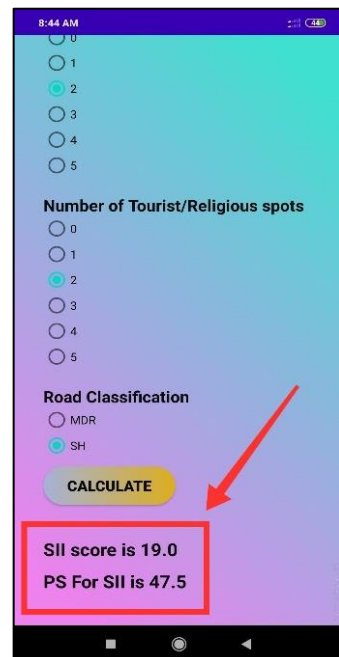 8:44 AM
44
0
1
2
3
4
5
Number of Tourist/Religious spots
0
1
2
3
4
5
Road Classification
MDR
SH
CALCULATE
SII score is 19.0
PS For SII is 47.5